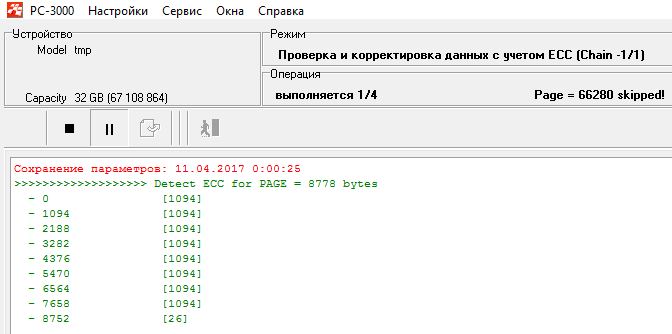 PC-3000 Настройки Сервис Окна Справка
Устройство
Model tmp
Capacity 32 GB (67 108 864)
Режим
Проверка и корректировка данных с учетом ECC (Chain -1/1)
Операция
выполняется 1/4 Page = 66280 skipped!
Сохранение параметров: 11.04.2017 0:00:25
>>>>>>>>>>>>>>>>>>> Detect ECC for PAGE = 8778 bytes
- 0 [1094]
- 1094 [1094]
- 2188 [1094]
- 3282 [1094]
- 4376 [1094]
- 5470 [1094]
- 6564 [1094]
- 7658 [1094]
- 8752 [26]